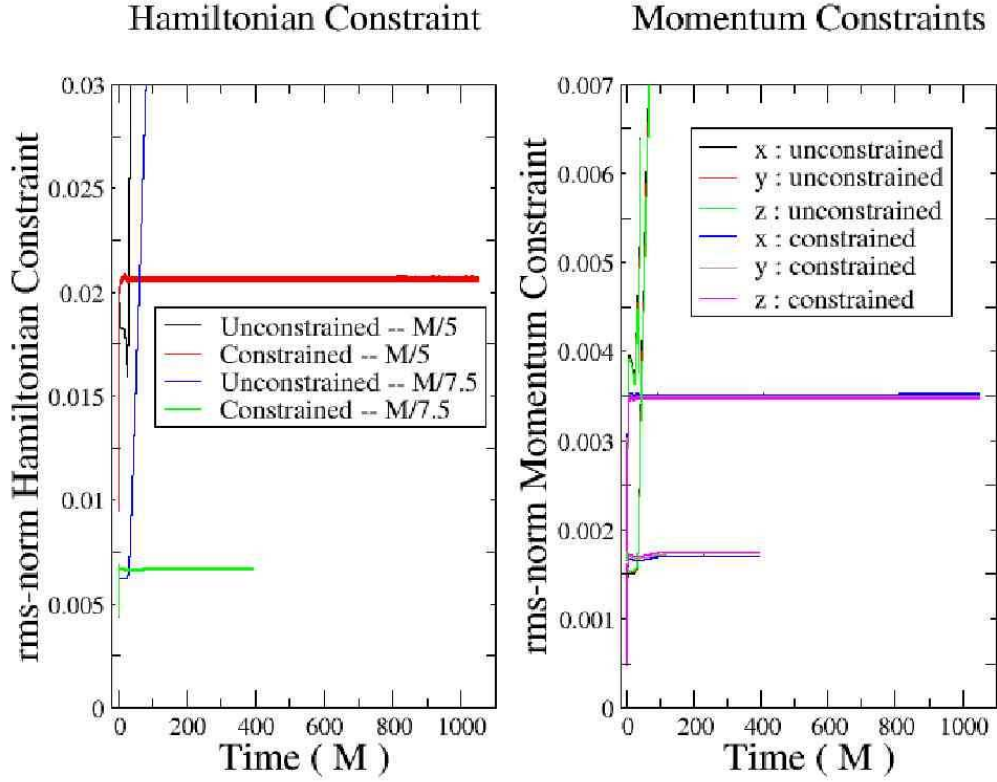 Hamiltonian Constraint
rms-norm Hamiltonian Constraint
0.03
0.025
0.02
0.015
0.01
0.005
0
Unconstrained -- M/5
Constrained -- M/5
Unconstrained -- M/7.5
Constrained -- M/7.5
0 200 400 600 800 1000
Time ( M )
Momentum Constraints
rms-norm Momentum Constraint
0.007
0.006
0.005
0.004
0.003
0.002
0.001
0
x : unconstrained
y : unconstrained
z : unconstrained
x : constrained
y : constrained
z : constrained
0 200 400 600 800 1000
Time ( M )